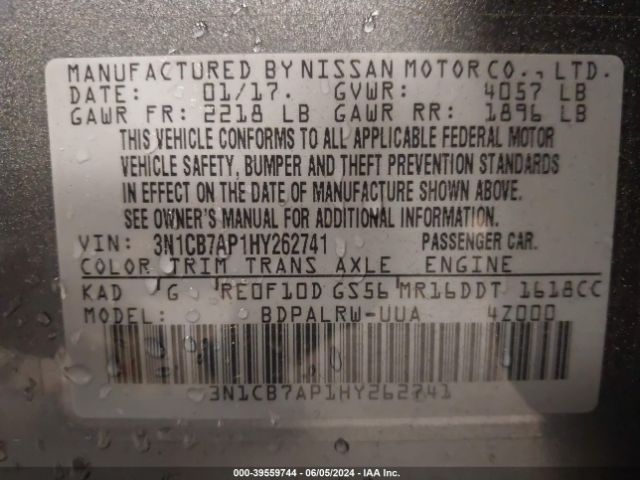 MANUFACTURED BY NISSAN MOTOR CO., LTD.
DATE: 01/17. GVWR: 4057 LB
GAWR FR: 2218 LB GAWR RR: 1896 LB
THIS VEHICLE CONFORMS TO ALL APPLICABLE FEDERAL MOTOR
VEHICLE SAFETY, BUMPER AND THEFT PREVENTION STANDARDS
IN EFFECT ON THE DATE OF MANUFACTURE SHOWN ABOVE.
SEE OWNER'S MANUAL FOR ADDITIONAL INFORMATION.
VIN: 3N1CB7AP1HY262741 PASSENGER CAR.
COLOR TRIM TRANS AXLE ENGINE
KAD G RE0F10D GS56 MR16DDT 1618CC
MODEL: BDPALRW-UUA 4Z000
3N1CB7AP1HY262741
000-39559744 - 06/05/2024 - IAA Inc.